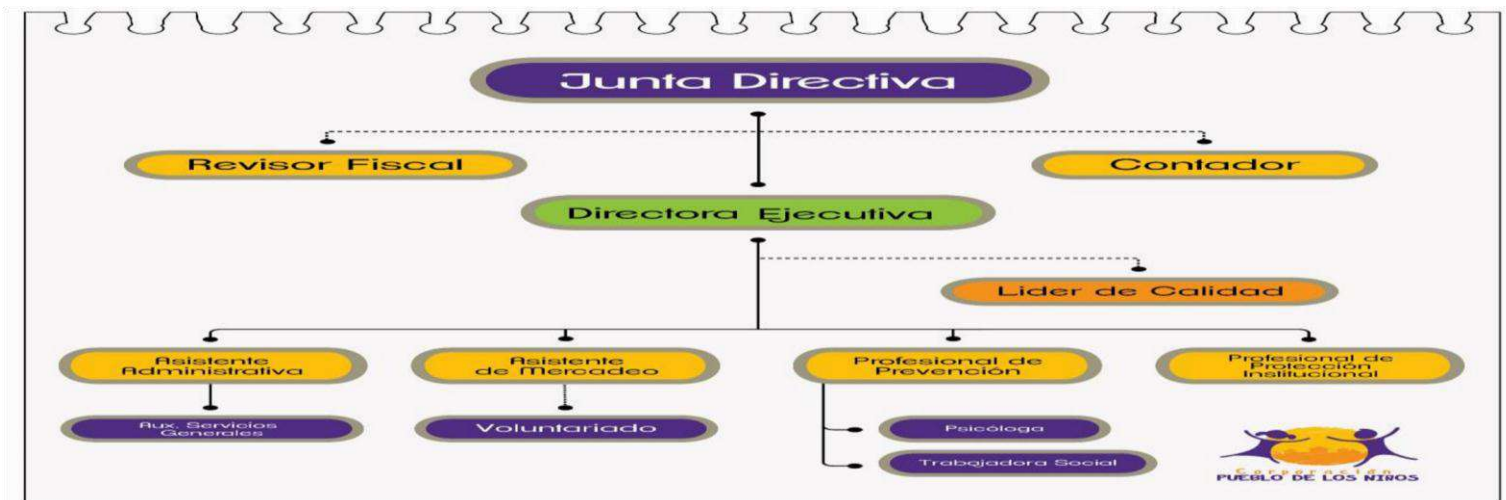 Junta Directiva
Revisor Fiscal
Contador
Directora Ejecutiva
Lider de Calidad
Asistente
Administrativa
Asistente
de Mercadeo
Profesional de
Prevención
Profesional de
Protección
Institucional
Aux. Servicios
Generales
Voluntariado
Psicóloga
Trabajadora Social
Corporación
PUEBLO DE LOS NIÑOS